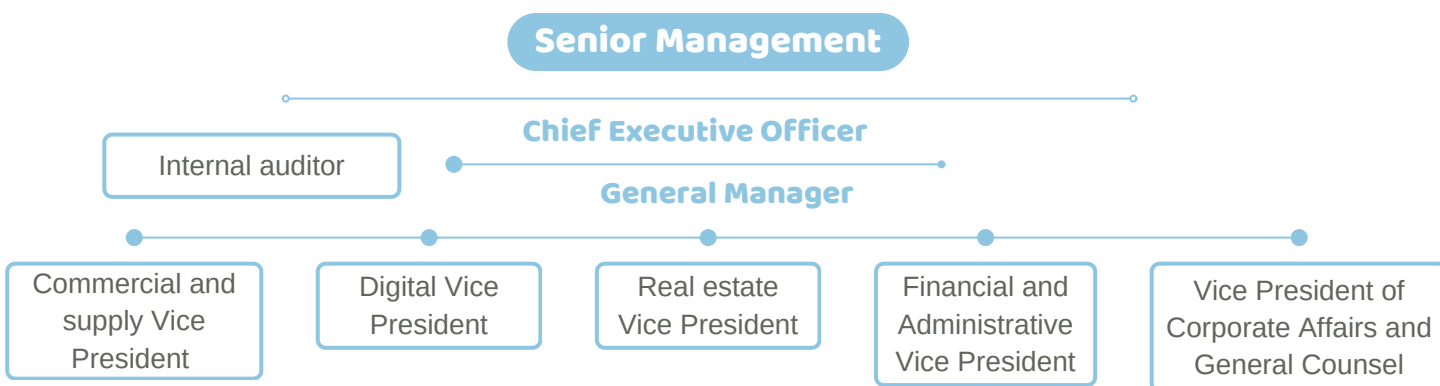 Senior Management
Chief Executive Officer
Internal auditor
General Manager
Commercial and
supply Vice
President
Digital Vice
President
Real estate
Vice President
Financial and
Administrative
Vice President
Vice President of
Corporate Affairs and
General Counsel